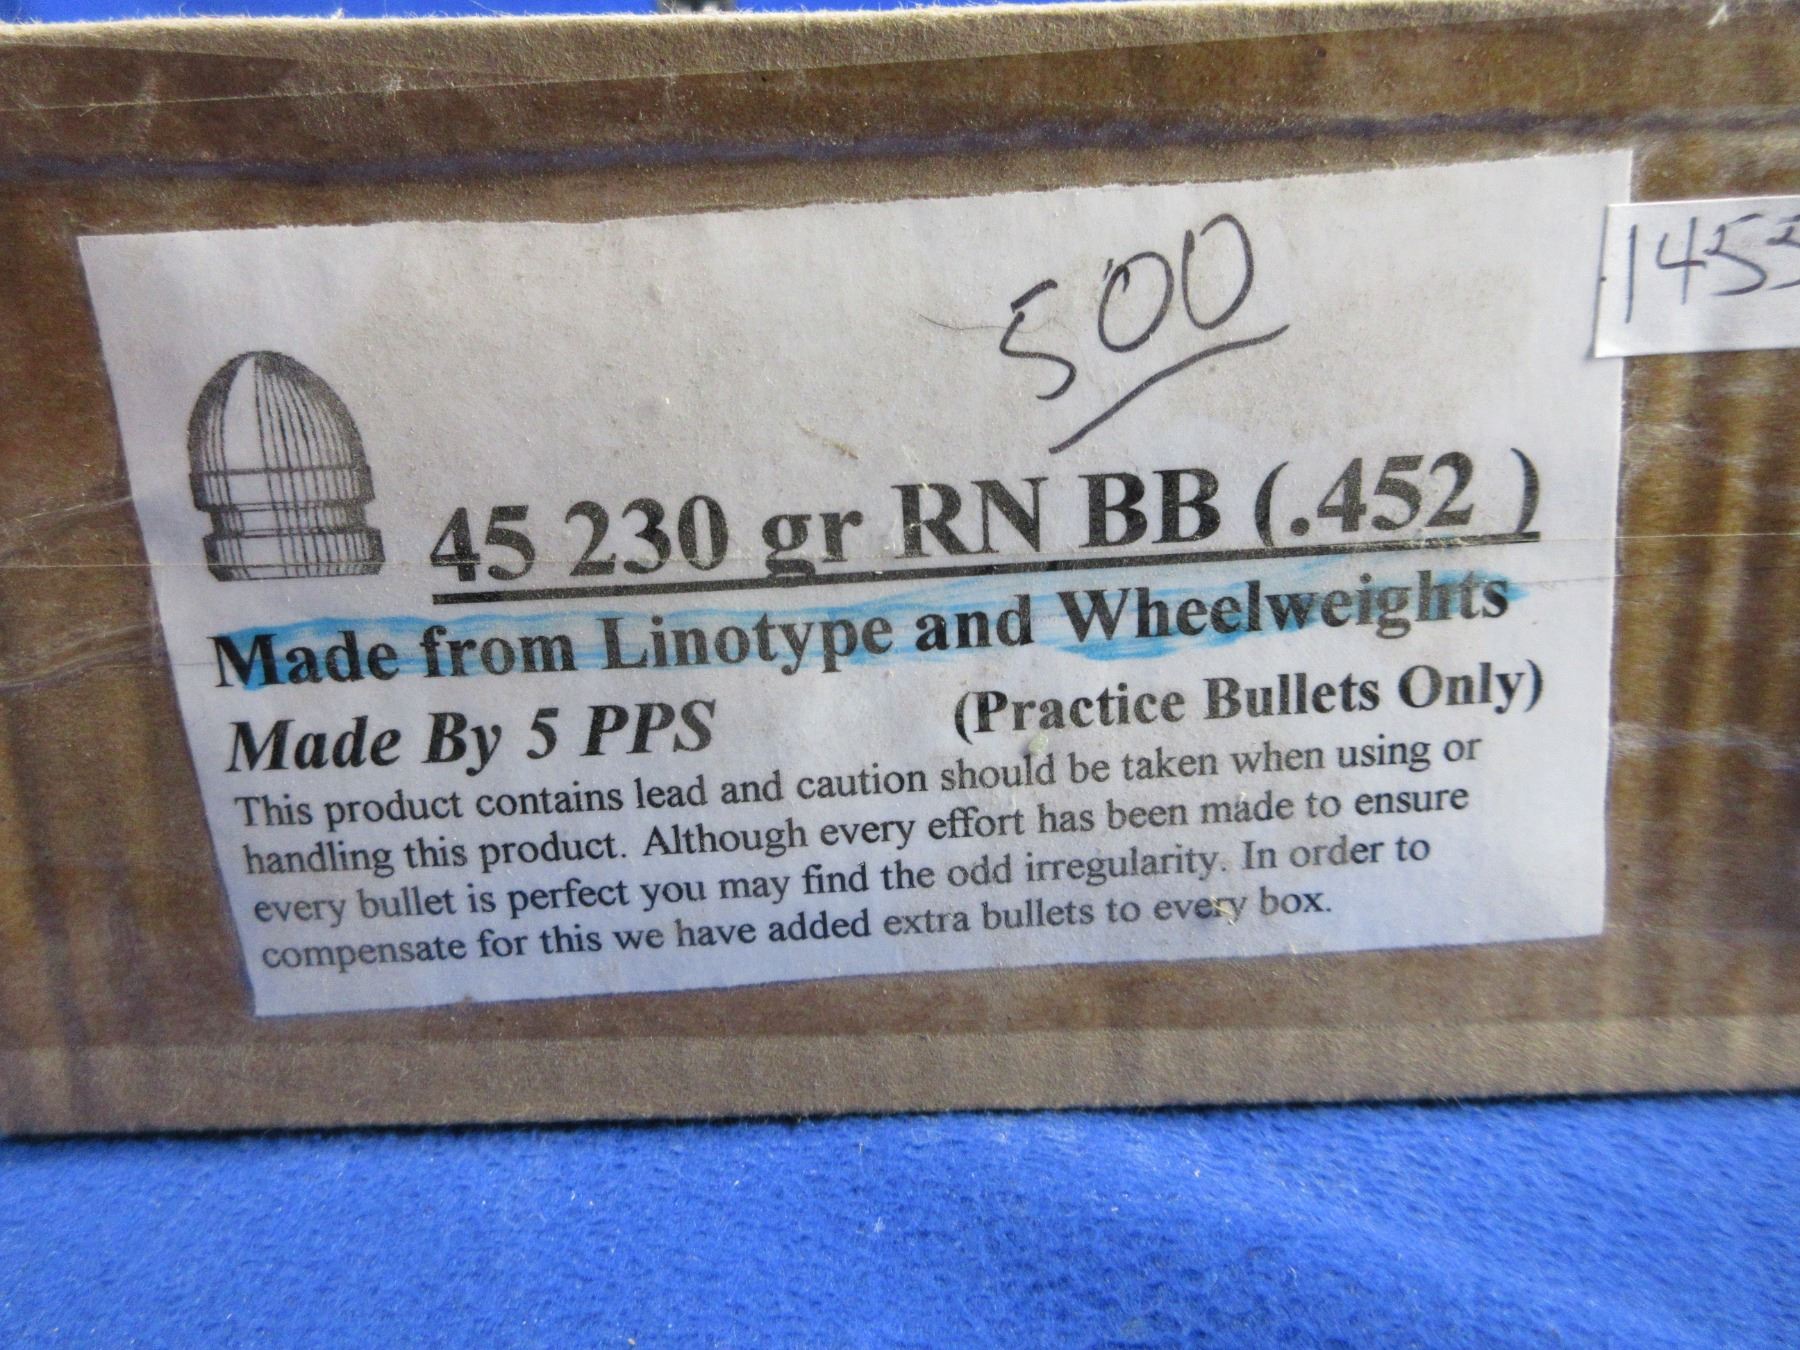 500
1455
45 230 gr RN BB (.452 )
Made from Linotype and Wheelweights
Made By 5 PPS (Practice Bullets Only)
This product contains lead and caution should be taken when using or
handling this product. Although every effort has been made to ensure
every bullet is perfect you may find the odd irregularity. In order to
compensate for this we have added extra bullets to every box.